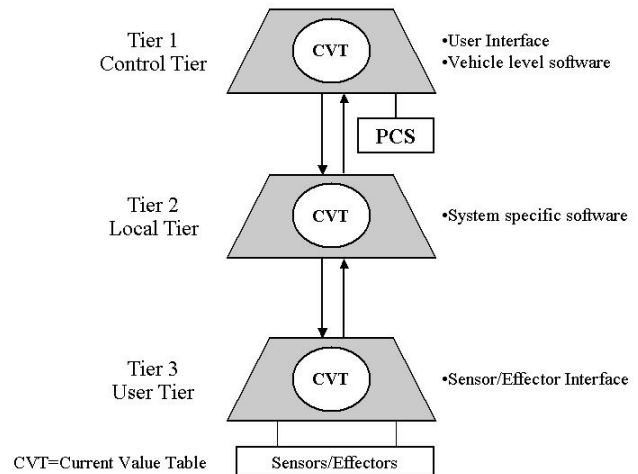 Tier 1
Control Tier
CVT
•User Interface
•Vehicle level software
PCS
Tier 2
Local Tier
CVT
•System specific software
Tier 3
User Tier
CVT
•Sensor/Effector Interface
CVT=Current Value Table
Sensors/Effectors